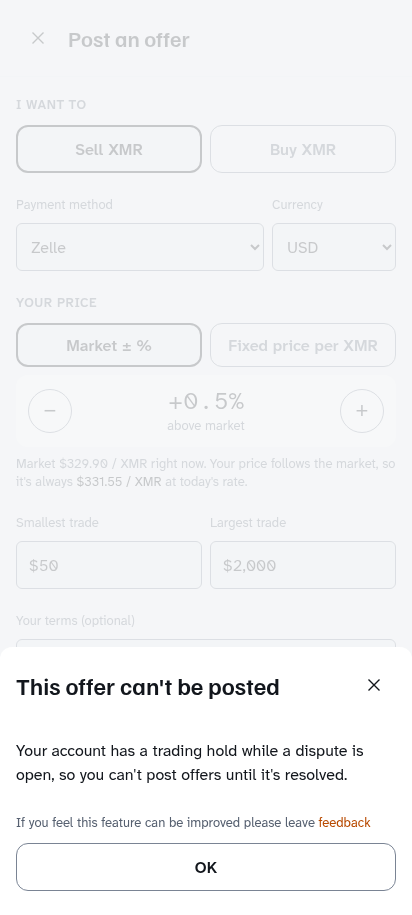 Post an offer
I WANT TO
Sell XMR
Buy XMR
Payment method
Currency
Zelle
USD
YOUR PRICE
Market ± %
Fixed price per XMR
−
+0.5%
+
above market
Market $329.90 / XMR right now. Your price follows the market, so
it's always $331.55 / XMR at today's rate.
Smallest trade
Largest trade
$50
$2,000
Your terms (optional)
This offer can't be posted
Your account has a trading hold while a dispute is
open, so you can't post offers until it's resolved.
If you feel this feature can be improved please leave feedback
OK